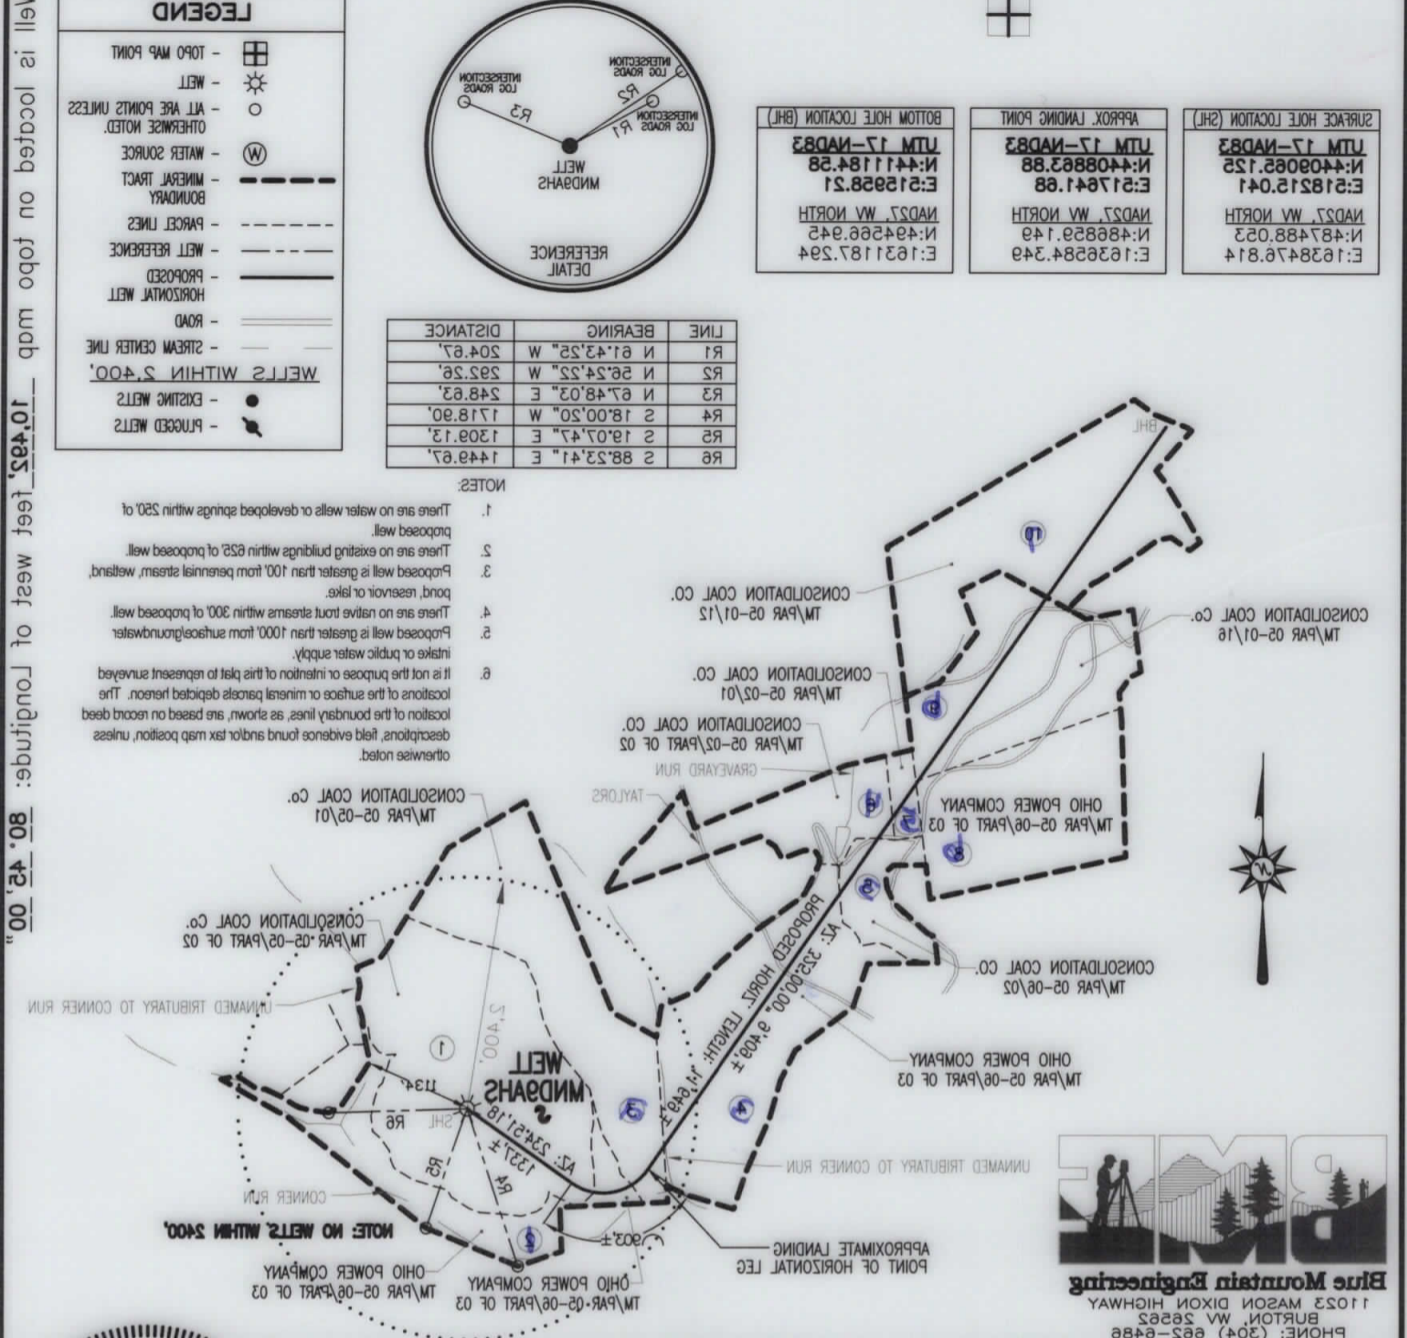 Well is located on topo map 10,492' feet west of Longitude: 80° 45' 00"
LEGEND
- TOPO MAP POINT
- WELL
- ALL ARE POINTS UNLESS
OTHERWISE NOTED.
W - WATER SOURCE
- MINERAL TRACT
BOUNDARY
- PARCEL LINES
- WELL REFERENCE
- PROPOSED
HORIZONTAL WELL
- ROAD
- STREAM CENTER LINE
WELLS WITHIN 2,400'
- EXISTING WELLS
- PLUGGED WELLS
INTERSECTION
LOG ROADS
R3
INTERSECTION
LOG ROADS
R2
INTERSECTION
LOG ROADS
R1
WELL
MND9AHS
REFERENCE
DETAIL
SURFACE HOLE LOCATION (SHL)
UTM 17-NAD83
N:4409065.125
E:518215.041
NAD27, WV NORTH
N:487488.053
E:1638476.814
APPROX. LANDING POINT
UTM 17-NAD83
N:4408863.88
E:517641.68
NAD27, WV NORTH
N:486859.149
E:1636584.349
BOTTOM HOLE LOCATION (BHL)
UTM 17-NAD83
N:4411184.58
E:515958.21
NAD27, WV NORTH
N:494566.945
E:1631187.294
LINE BEARING DISTANCE
R1 N 61°43'25" W 204.67'
R2 N 56°24'22" W 292.26'
R3 N 67°48'03" E 248.63'
R4 S 18°00'20" W 1718.90'
R5 S 19°07'47" E 1309.13'
R6 S 88°23'41" E 1449.67'
NOTES:
1. There are no water wells or developed springs within 250' of
proposed well.
2. There are no existing buildings within 625' of proposed well.
3. Proposed well is greater than 100' from perennial stream, wetland,
pond, reservoir or lake.
4. There are no native trout streams within 300' of proposed well.
5. Proposed well is greater than 1000' from surface/groundwater
intake or public water supply.
6. It is not the purpose or intention of this plat to represent surveyed
locations of the surface or mineral parcels depicted hereon. The
location of the boundary lines, as shown, are based on record deed
descriptions, field evidence found and/or tax map position, unless
otherwise noted.
BHL
10
CONSOLIDATION COAL CO.
TM/PAR 05-01/12
CONSOLIDATION COAL Co.
TM/PAR 05-01/16
CONSOLIDATION COAL CO.
TM/PAR 05-02/01
CONSOLIDATION COAL CO.
TM/PAR 05-02/PART OF 02
GRAVEYARD RUN
TAYLORS
OHIO POWER COMPANY
TM/PAR 05-06/PART OF 03
CONSOLIDATION COAL Co.
TM/PAR 05-05/01
CONSOLIDATION COAL Co.
TM/PAR 05-05/PART OF 02
CONSOLIDATION COAL CO.
TM/PAR 05-06/02
UNNAMED TRIBUTARY TO CONNER RUN
PROPOSED HORIZ. LENGTH: 11,649'±
AZ: 325°00'00" 9,409'±
OHIO POWER COMPANY
TM/PAR 05-06/PART OF 03
2,400'
1
WELL
MND9AHS
1134'
SHL
R6
R5
R4
AZ: 234°51'18"
1337'±
3
4
UNNAMED TRIBUTARY TO CONNER RUN
CONNER RUN
NOTE: NO WELLS WITHIN 2400'
903'±
APPROXIMATE LANDING
POINT OF HORIZONTAL LEG
OHIO POWER COMPANY
TM/PAR 05-06/PART OF 03
OHIO POWER COMPANY
TM/PAR 05-06/PART OF 03
N
BME
Blue Mountain Engineering
11023 MASON DIXON HIGHWAY
BURTON, WV 26562
PHONE: (304) 662-6486